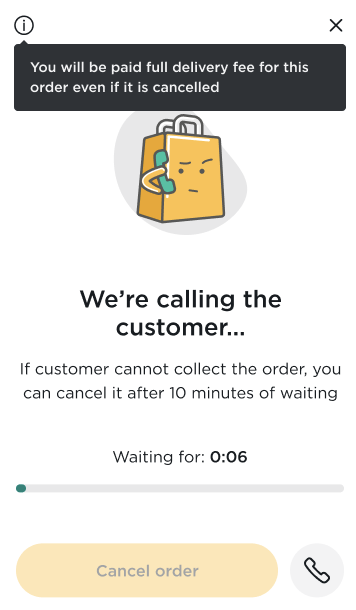 You will be paid full delivery fee for this
order even if it is cancelled
We’re calling the
customer...
If customer cannot collect the order, you
can cancel it after 10 minutes of waiting
Waiting for: 0:06
Cancel order